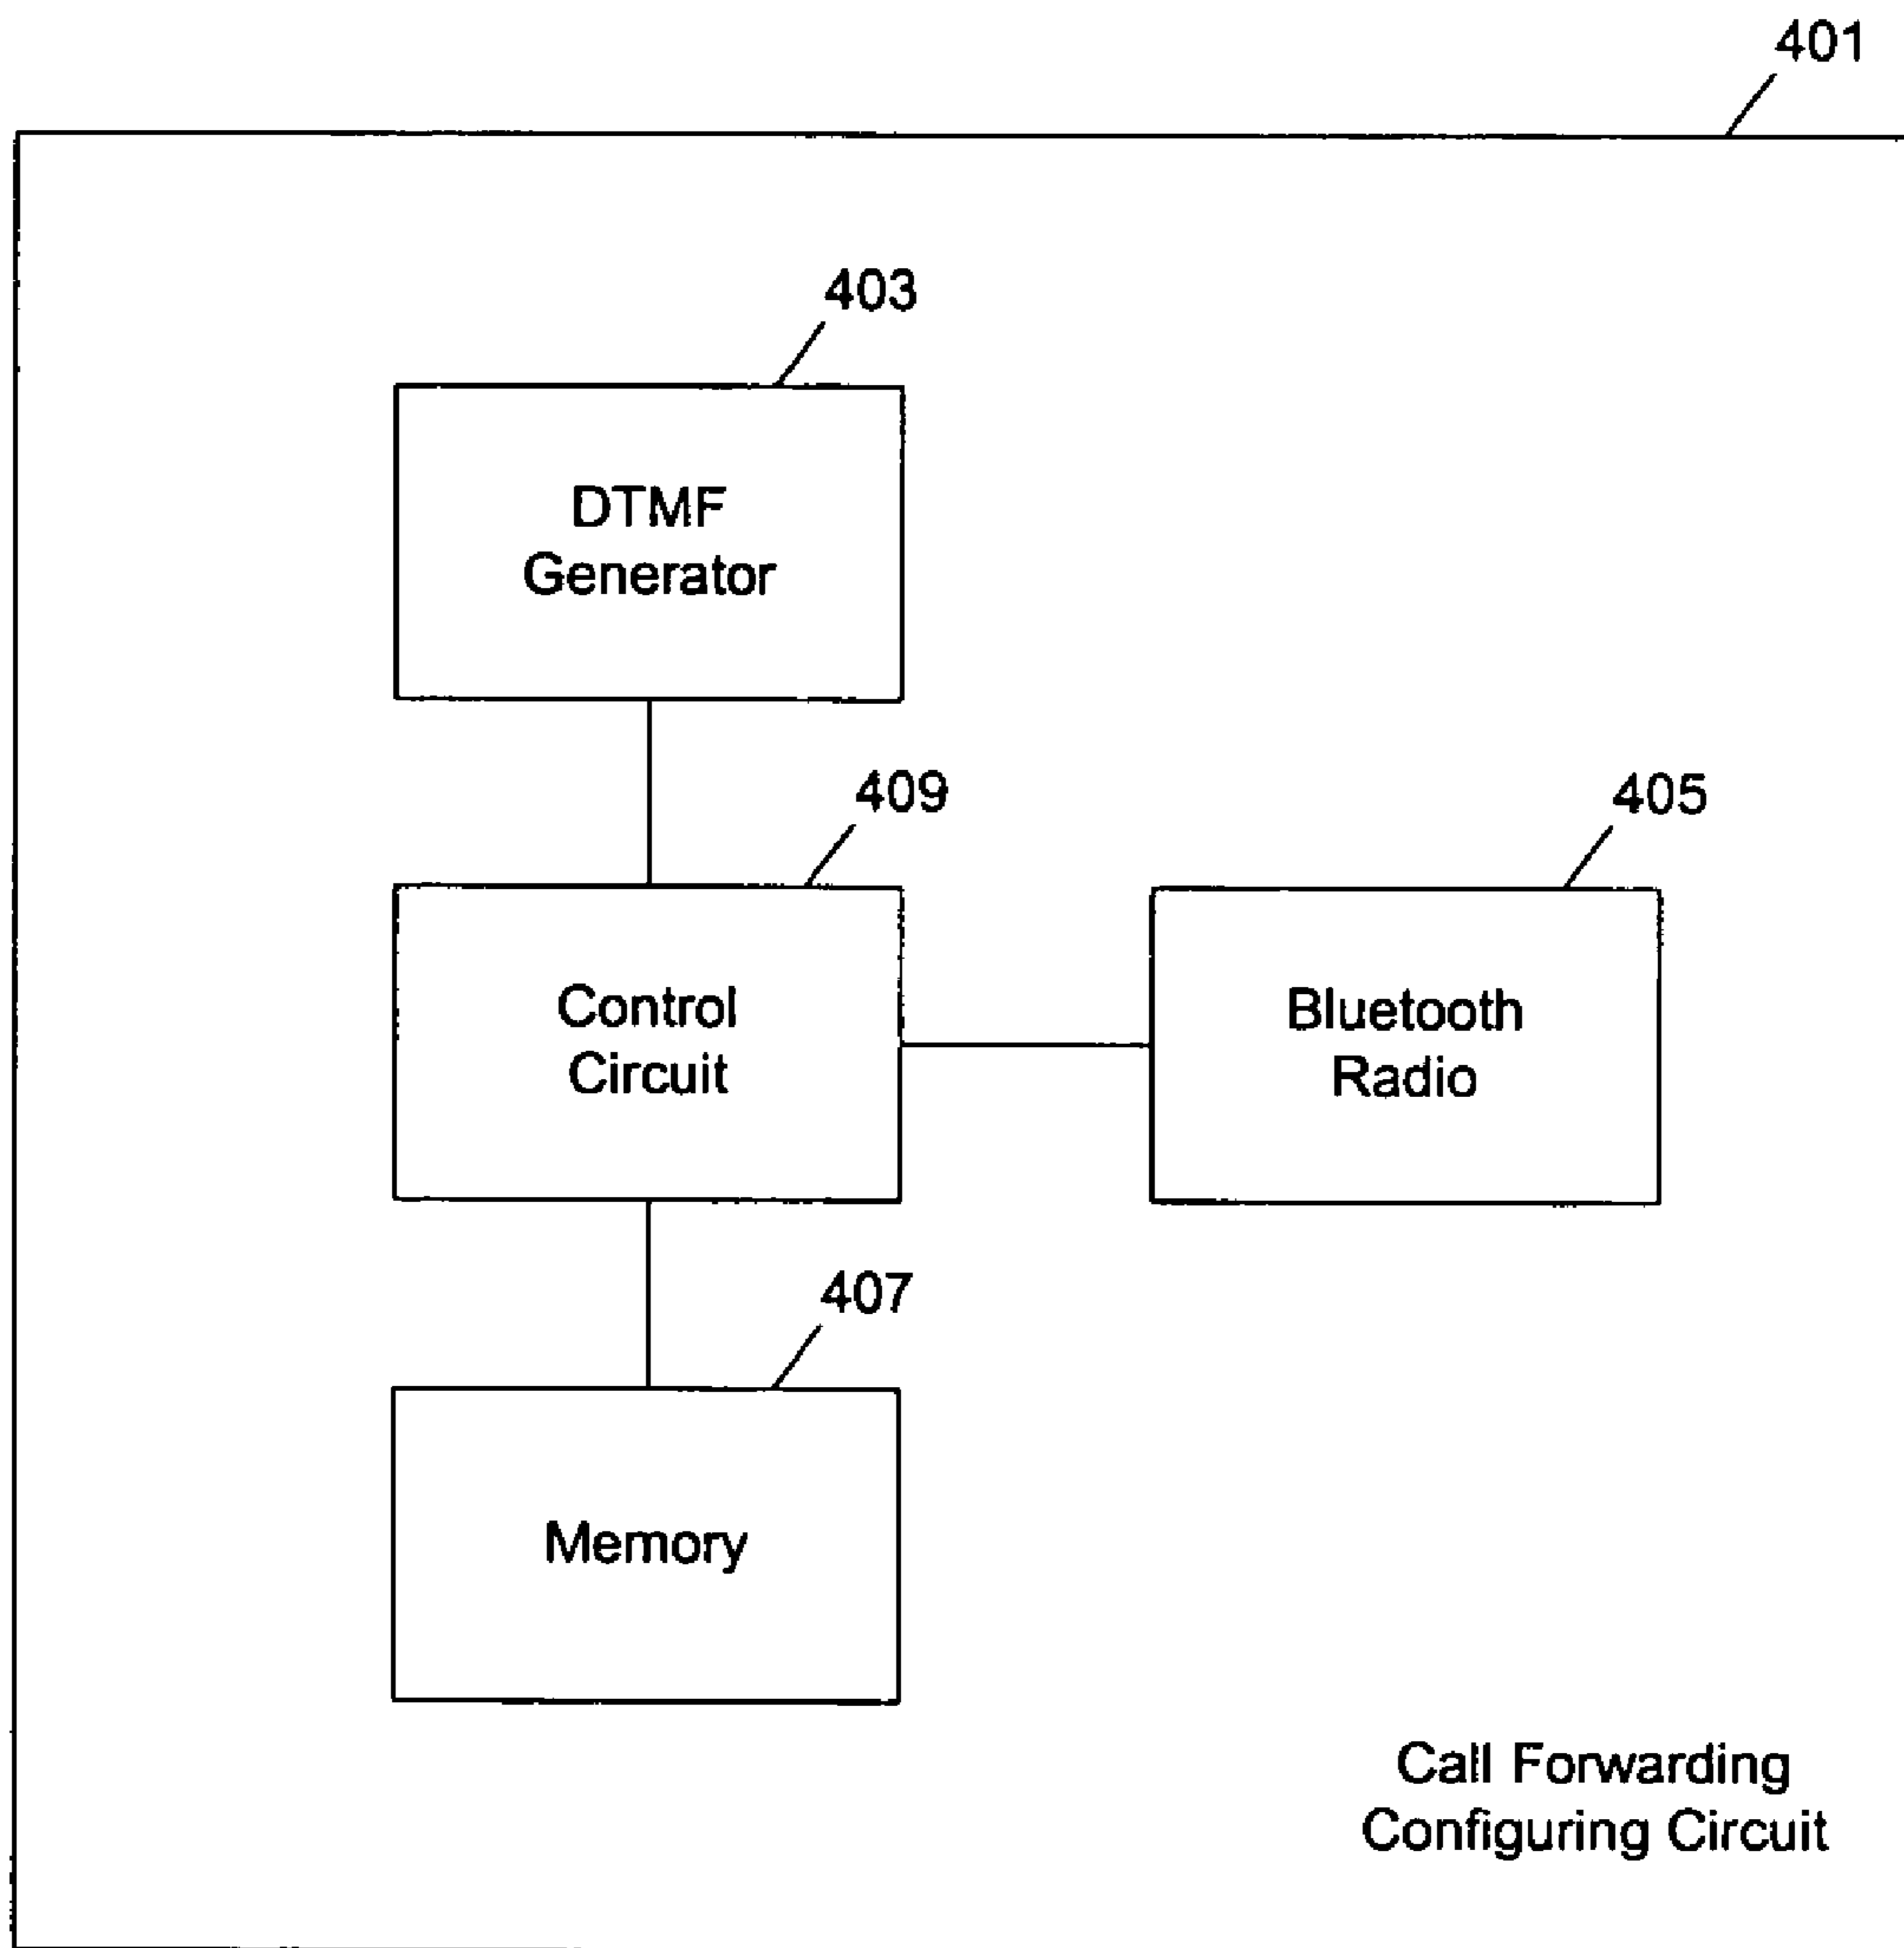 401
403
DTMF
Generator
409
405
Control
Circuit
Bluetooth
Radio
407
Memory
Call Forwarding
Configuring Circuit